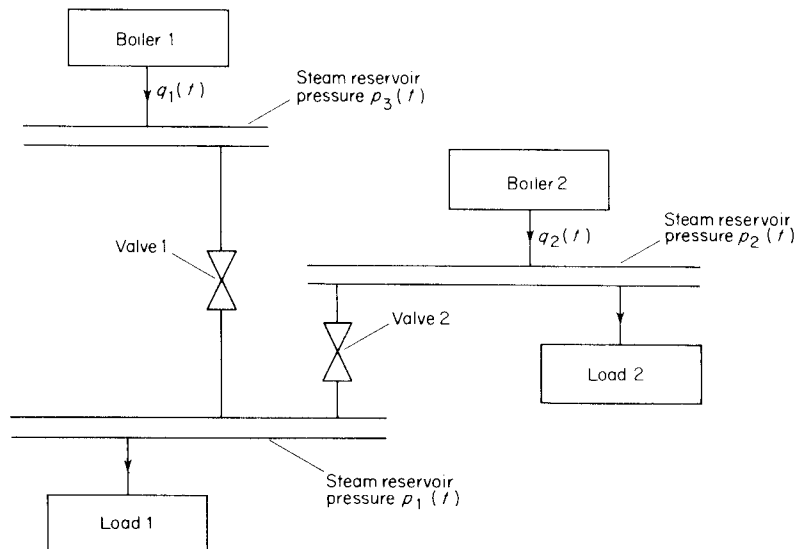 Boiler 1
q₁(t)
Steam reservoir
pressure p₃(t)
Boiler 2
q₂(t)
Steam reservoir
pressure p₂(t)
Valve 1
Valve 2
Load 2
Steam reservoir
pressure p₁(t)
Load 1